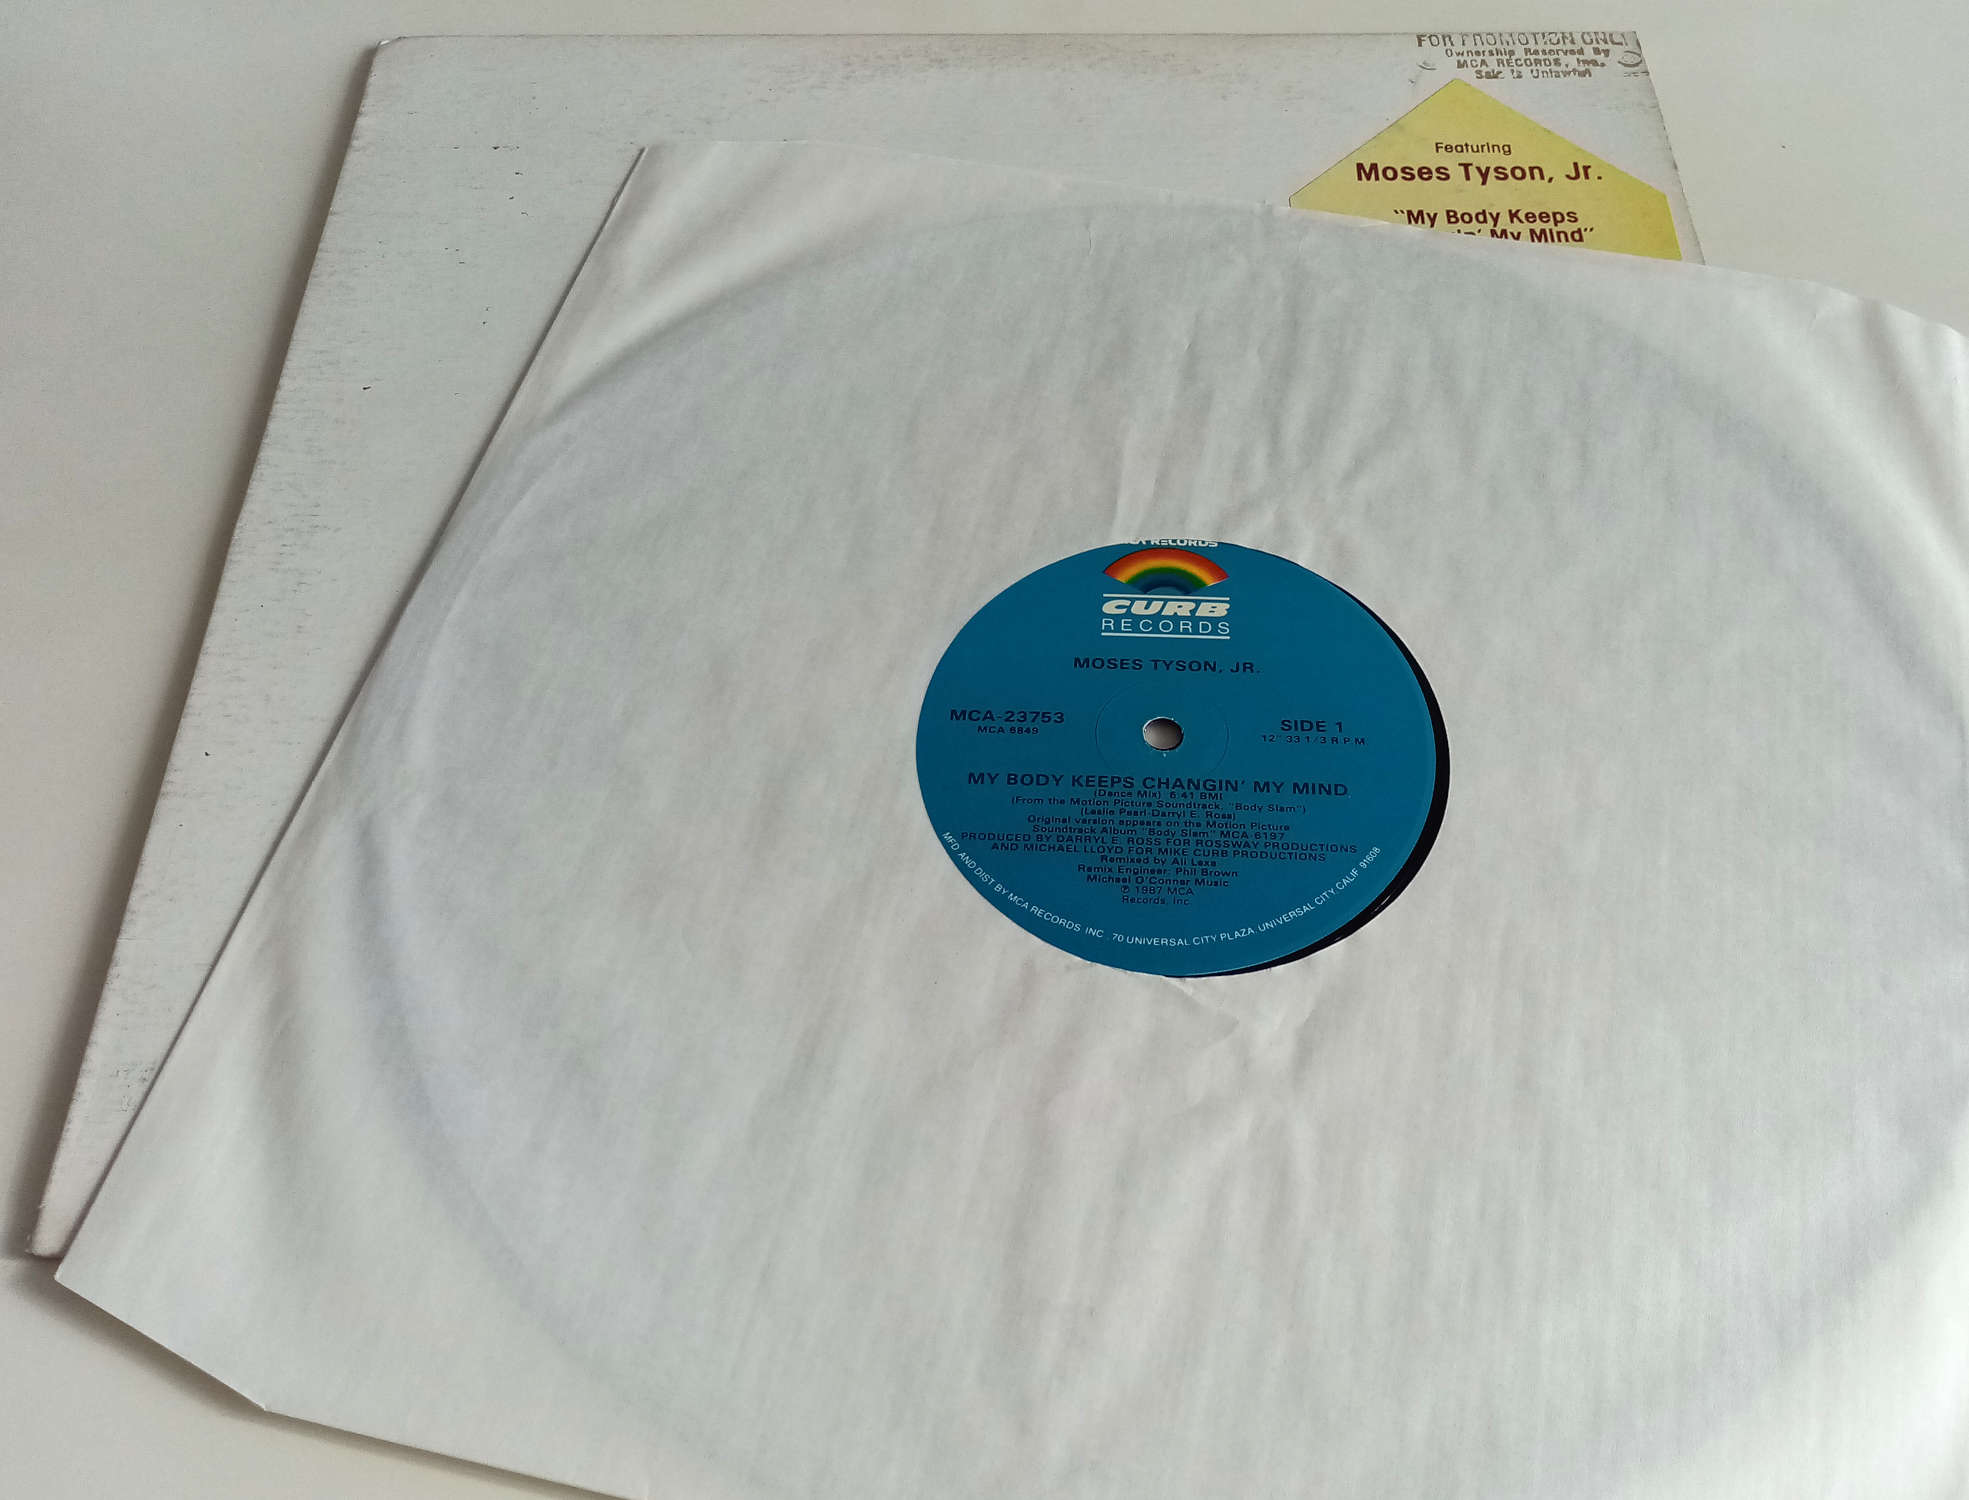 FOR PROMOTION ONLY
Ownership Reserved By
MCA RECORDS, Inc.
Sale is Unlawful
Featuring
Moses Tyson, Jr.
"My Body Keeps
My Mind"
RECORDS
CURB
RECORDS
MOSES TYSON, JR.
MCA-23753
MCA 6849
SIDE 1
12" 33 1/3 R.P.M.
MY BODY KEEPS CHANGIN' MY MIND
(Dance Mix) 6:41 BMI
(From the Motion Picture Soundtrack, "Body Slam")
(Leslie Pearl-Darryl E. Ross)
Original version appears on the Motion Picture
Soundtrack Album "Body Slam" MCA-6197
PRODUCED BY DARRYL E. ROSS FOR ROSSWAY PRODUCTIONS
AND MICHAEL LLOYD FOR MIKE CURB PRODUCTIONS
Remixed by Ali Lexa
Remix Engineer: Phil Brown
Michael O'Connor Music
℗ 1987 MCA
Records, Inc.
MFD AND DIST BY MCA RECORDS, INC., 70 UNIVERSAL CITY PLAZA, UNIVERSAL CITY, CALIF 91608